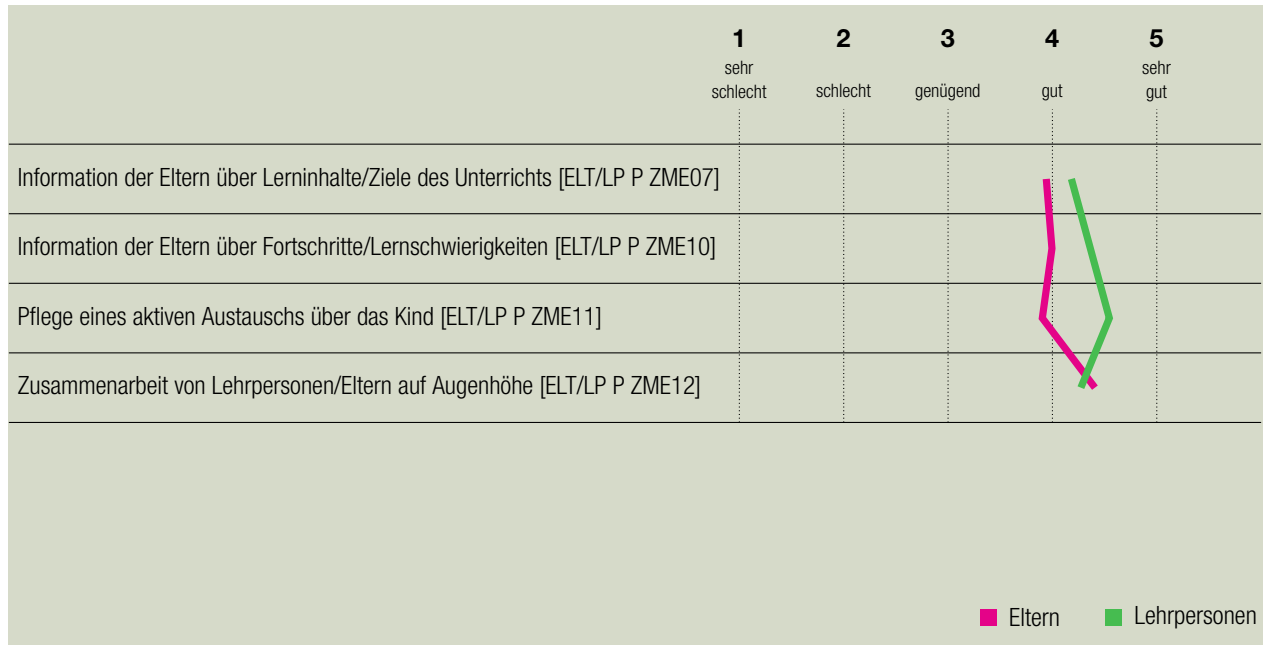 1 2 3 4 5
sehr schlecht schlecht genügend gut sehr gut
Information der Eltern über Lerninhalte/Ziele des Unterrichts [ELT/LP P ZME07]
Information der Eltern über Fortschritte/Lernschwierigkeiten [ELT/LP P ZME10]
Pflege eines aktiven Austauschs über das Kind [ELT/LP P ZME11]
Zusammenarbeit von Lehrpersonen/Eltern auf Augenhöhe [ELT/LP P ZME12]
Eltern Lehrpersonen